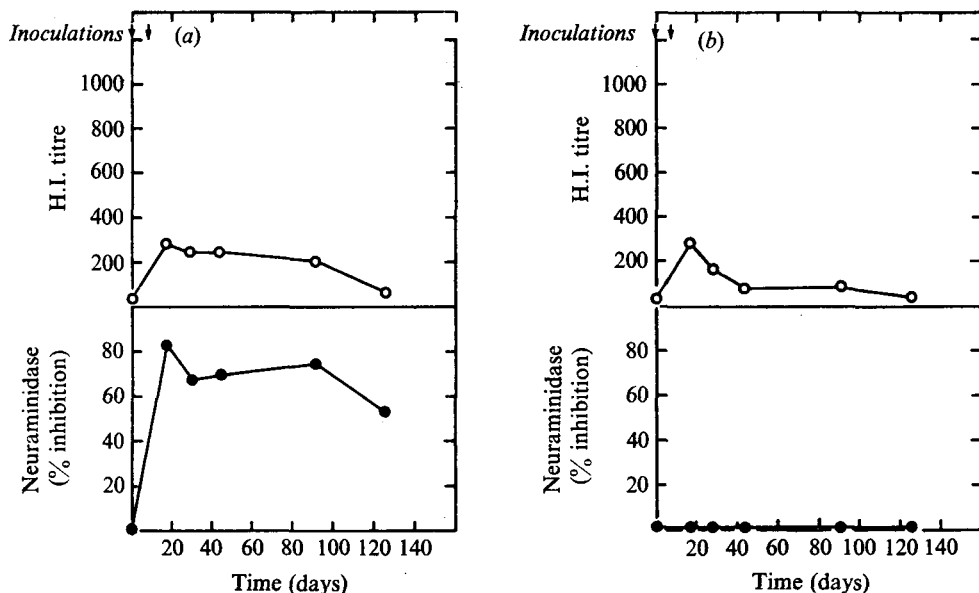 Inoculations (a)
H.I. titre
1000
800
600
400
200
Neuraminidase
(% inhibition)
80
60
40
20
20 40 60 80 100 120 140
Time (days)
Inoculations (b)
H.I. titre
1000
800
600
400
200
Neuraminidase
(% inhibition)
80
60
40
20
20 40 60 80 100 120 140
Time (days)